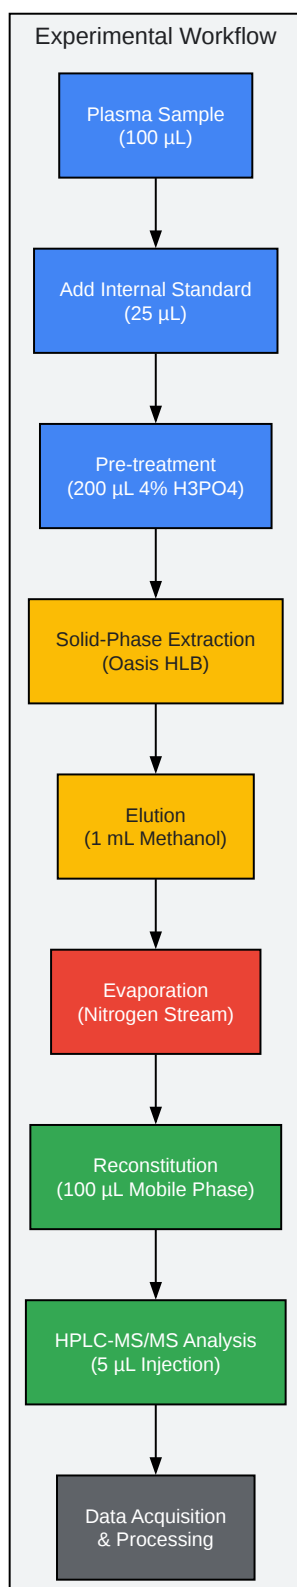 Experimental Workflow
Plasma Sample
(100 µL)
Add Internal Standard
(25 µL)
Pre-treatment
(200 µL 4% H3PO4)
Solid-Phase Extraction
(Oasis HLB)
Elution
(1 mL Methanol)
Evaporation
(Nitrogen Stream)
Reconstitution
(100 µL Mobile Phase)
HPLC-MS/MS Analysis
(5 µL Injection)
Data Acquisition
& Processing